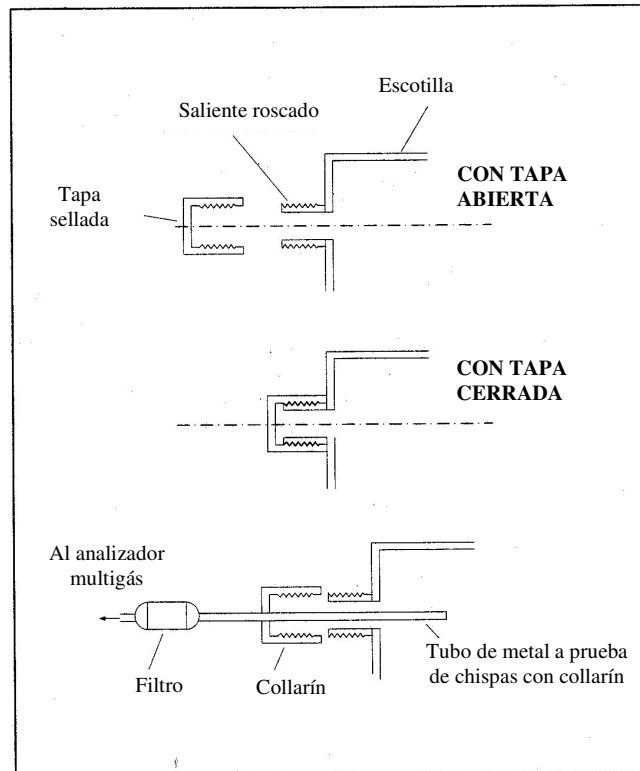 Escotilla
Saliente roscado
CON TAPA
ABIERTA
Tapa
sellada
CON TAPA
CERRADA
Al analizador
multigás
Tubo de metal a prueba
de chispas con collarín
Filtro
Collarín